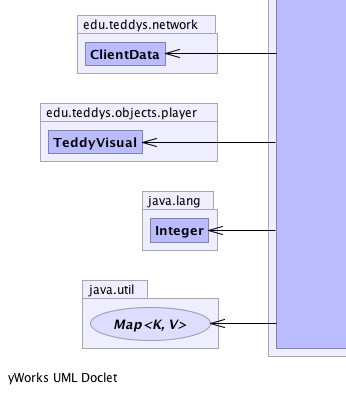 edu.teddys.network
ClientData
edu.teddys.objects.player
TeddyVisual
java.lang
Integer
java.util
Map<K, V>
yWorks UML Doclet